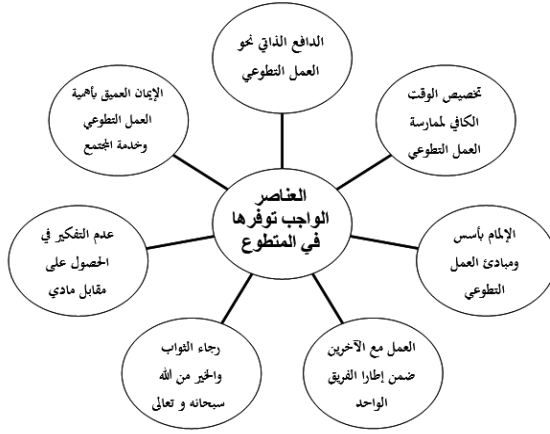 الدافع الذاتي نحو
العمل التطوعي
تخصيص الوقت
الكافي لممارسة
العمل التطوعي
الإلمام بأسس
ومبادئ العمل
التطوعي
العمل مع الآخرين
ضمن إطارا الفريق
الواحد
رجاء الثواب
والخير من الله
سبحانه و تعالى
عدم التفكير في
الحصول على
مقابل مادي
الإيمان العميق بأهمية
العمل التطوعي
وخدمة المجتمع
العناصر
الواجب توفرها
في المتطوع